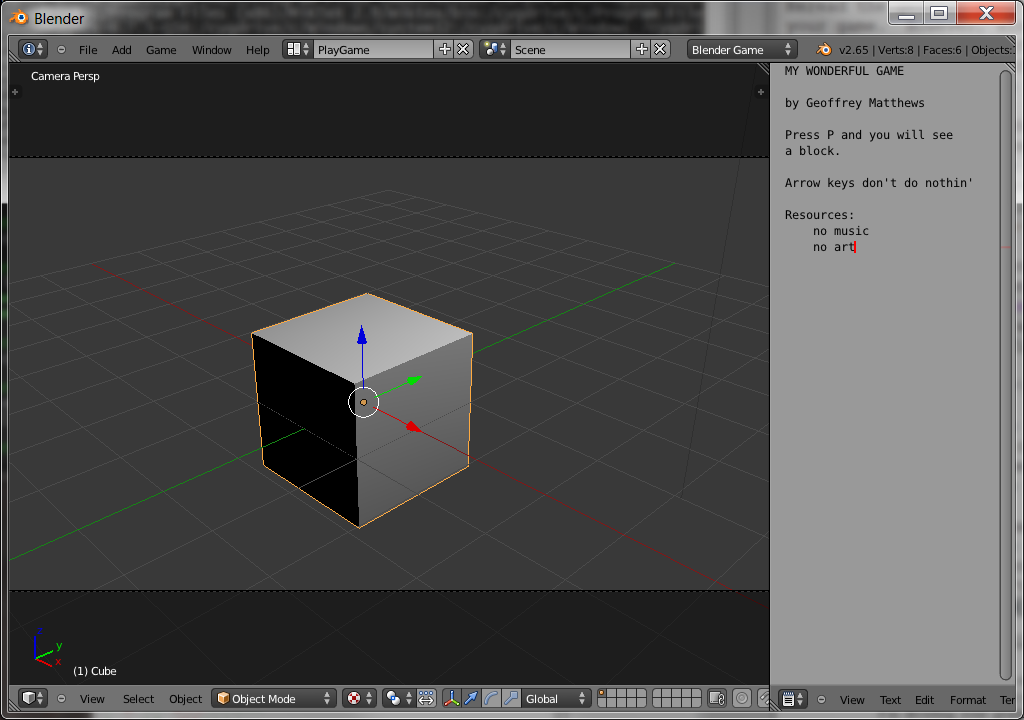 Blender
File Add Game Window Help PlayGame Scene Blender Game v2.65 | Verts:8 | Faces:6 | Objects:
Camera Persp
MY WONDERFUL GAME
by Geoffrey Matthews
Press P and you will see
a block.
Arrow keys don't do nothin'
Resources:
no music
no art
z
y
x
(1) Cube
View Select Object Object Mode Global
View Text Edit Format